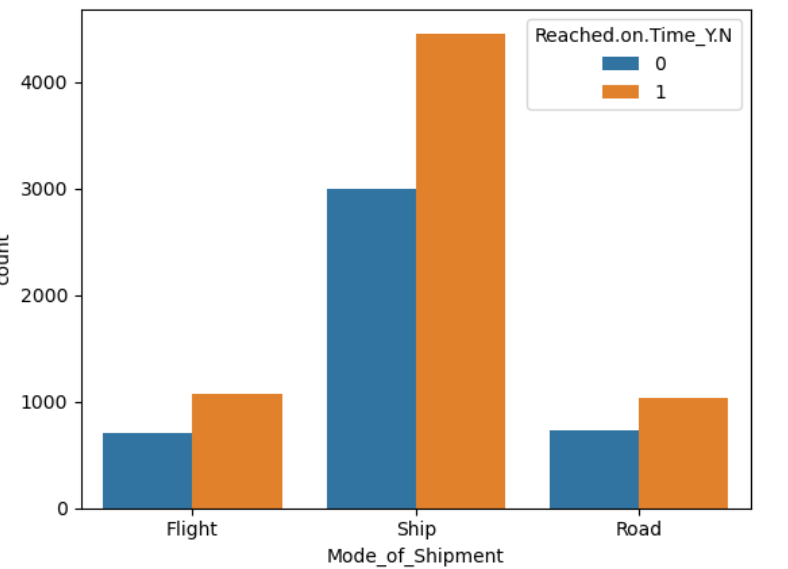 Reached.on.Time_Y.N
0
1
4000
3000
2000
1000
0
count
Flight Ship Road
Mode_of_Shipment